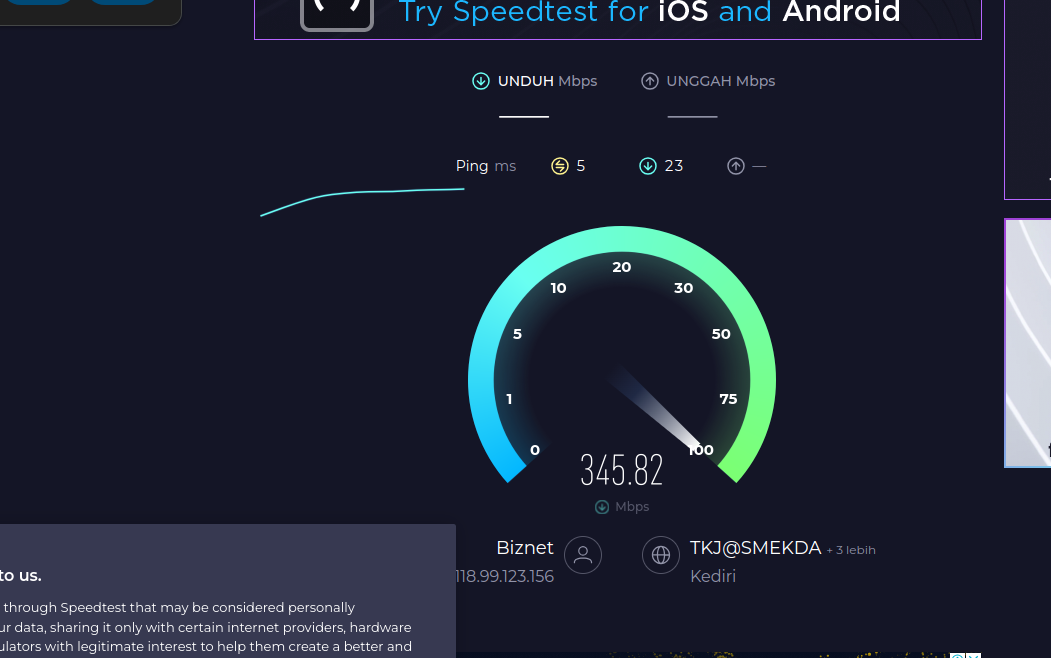 Try Speedtest for iOS and Android
UNDUH Mbps
UNGGAH Mbps
Ping ms 5 23 —
20
10 30
5 50
1 75
0 100
345.82
Mbps
Biznet
118.99.123.156
TKJ@SMEKDA + 3 lebih
Kediri
to us.
through Speedtest that may be considered personally
ur data, sharing it only with certain internet providers, hardware
ulators with legitimate interest to help them create a better and